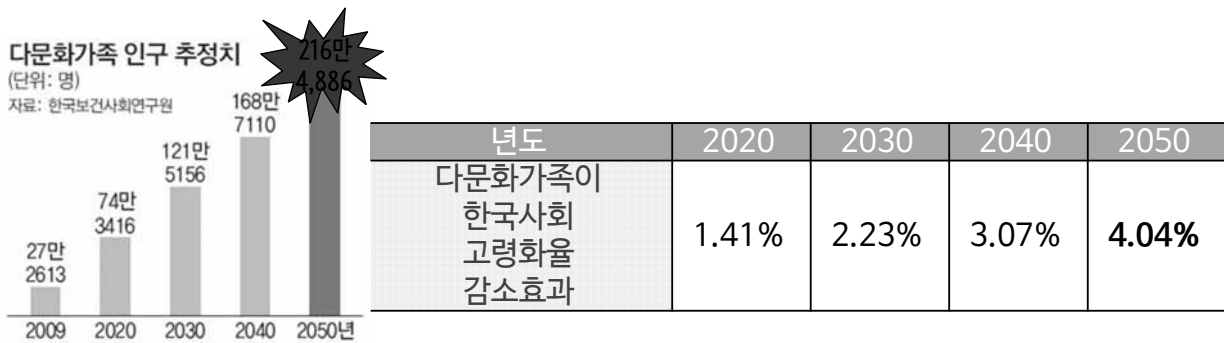 다문화가족 인구 추정치
(단위: 명)
자료: 한국보건사회연구원
27만
2613
74만
3416
121만
5156
168만
7110
216만
4,886
2009 2020 2030 2040 2050년
년도 2020 2030 2040 2050
다문화가족이
한국사회
고령화율
감소효과
1.41% 2.23% 3.07% 4.04%